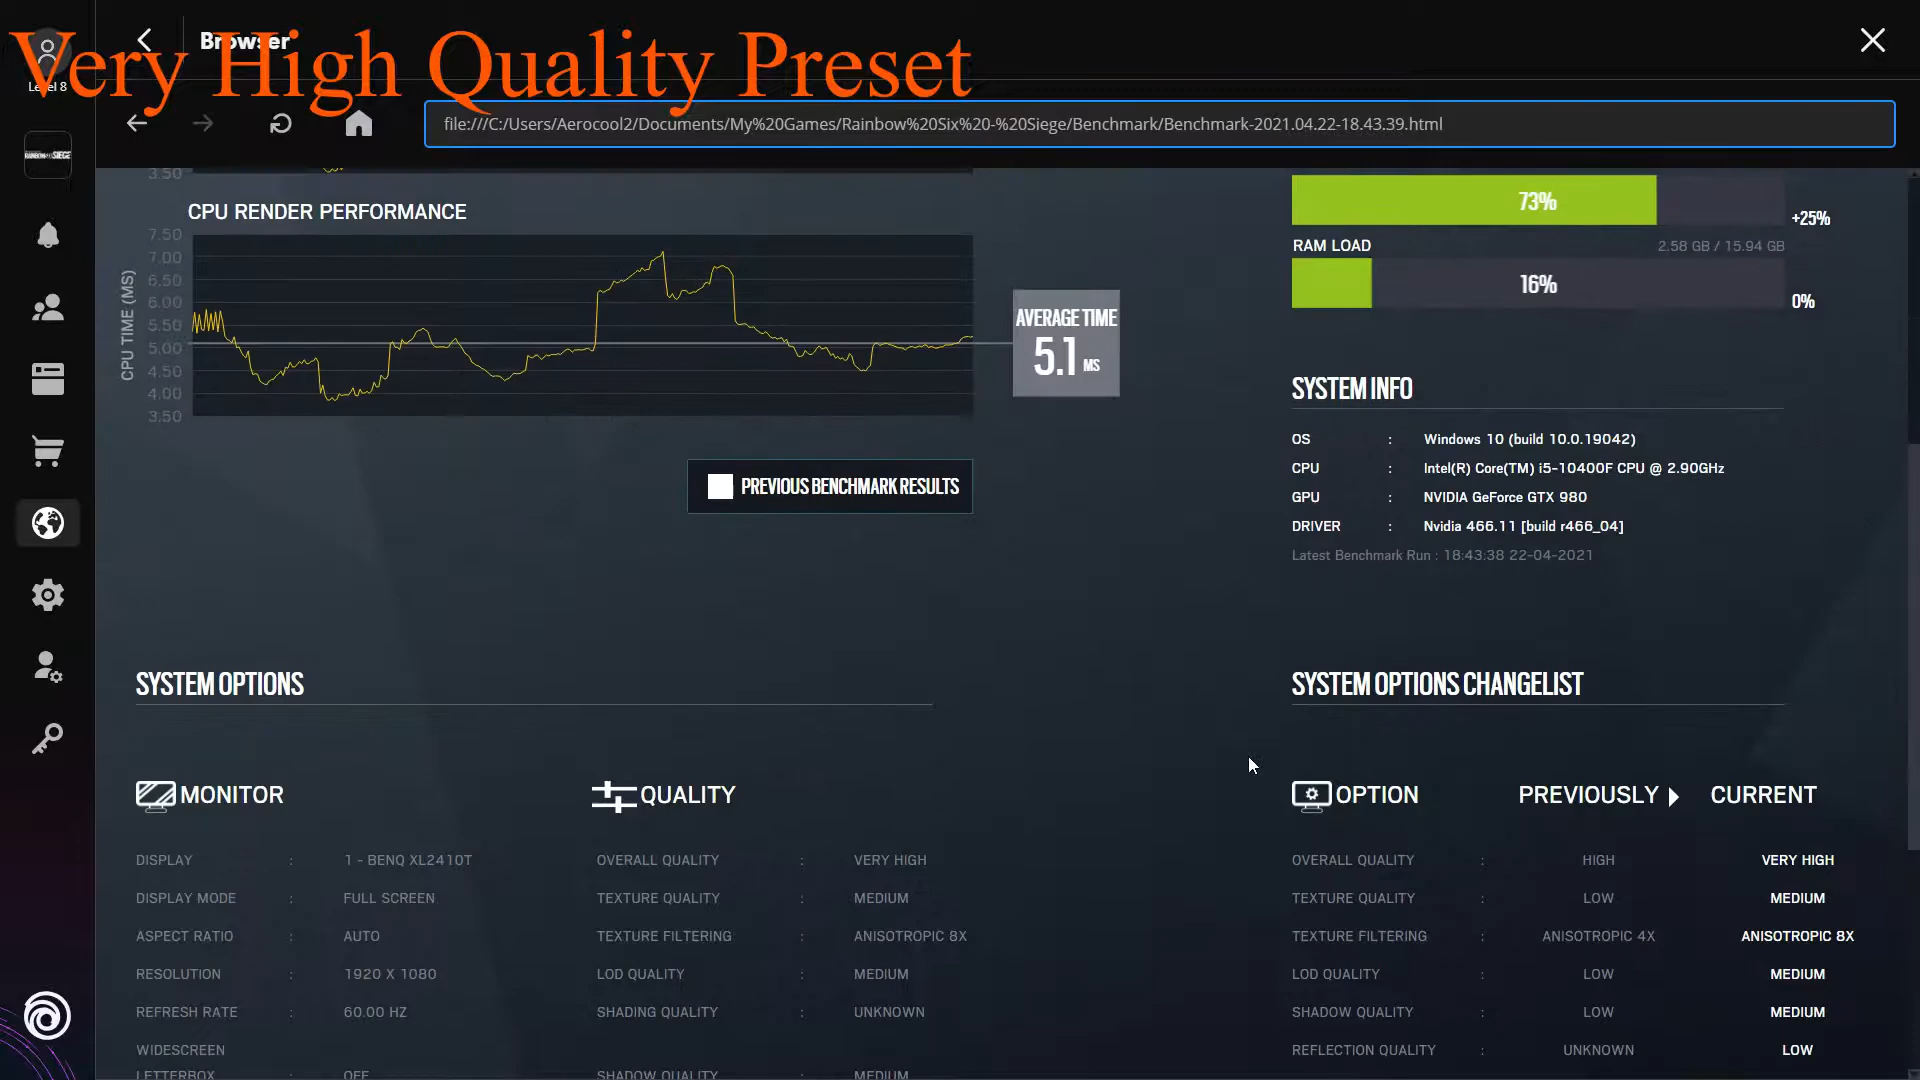 Very High Quality Preset
Browser
Level 8
file:///C:/Users/Aerocool2/Documents/My%20Games/Rainbow%20Six%20-%20Siege/Benchmark/Benchmark-2021.04.22-18.43.39.html
3.50
CPU RENDER PERFORMANCE
7.50
7.00
6.50
6.00
5.50
5.00
4.50
4.00
3.50
CPU TIME (MS)
AVERAGE TIME
5.1 MS
PREVIOUS BENCHMARK RESULTS
73%
+25%
RAM LOAD 2.58 GB / 15.94 GB
16%
0%
SYSTEM INFO
OS : Windows 10 (build 10.0.19042)
CPU : Intel(R) Core(TM) i5-10400F CPU @ 2.90GHz
GPU : NVIDIA GeForce GTX 980
DRIVER : Nvidia 466.11 [build r466_04]
Latest Benchmark Run : 18:43:38 22-04-2021
SYSTEM OPTIONS
MONITOR
DISPLAY : 1 - BENQ XL2410T
DISPLAY MODE : FULL SCREEN
ASPECT RATIO : AUTO
RESOLUTION : 1920 X 1080
REFRESH RATE : 60.00 HZ
WIDESCREEN
LETTERBOX : OFF
QUALITY
OVERALL QUALITY : VERY HIGH
TEXTURE QUALITY : MEDIUM
TEXTURE FILTERING : ANISOTROPIC 8X
LOD QUALITY : MEDIUM
SHADING QUALITY : UNKNOWN
SHADOW QUALITY : MEDIUM
SYSTEM OPTIONS CHANGELIST
OPTION PREVIOUSLY CURRENT
OVERALL QUALITY : HIGH VERY HIGH
TEXTURE QUALITY : LOW MEDIUM
TEXTURE FILTERING : ANISOTROPIC 4X ANISOTROPIC 8X
LOD QUALITY : LOW MEDIUM
SHADOW QUALITY : LOW MEDIUM
REFLECTION QUALITY : UNKNOWN LOW